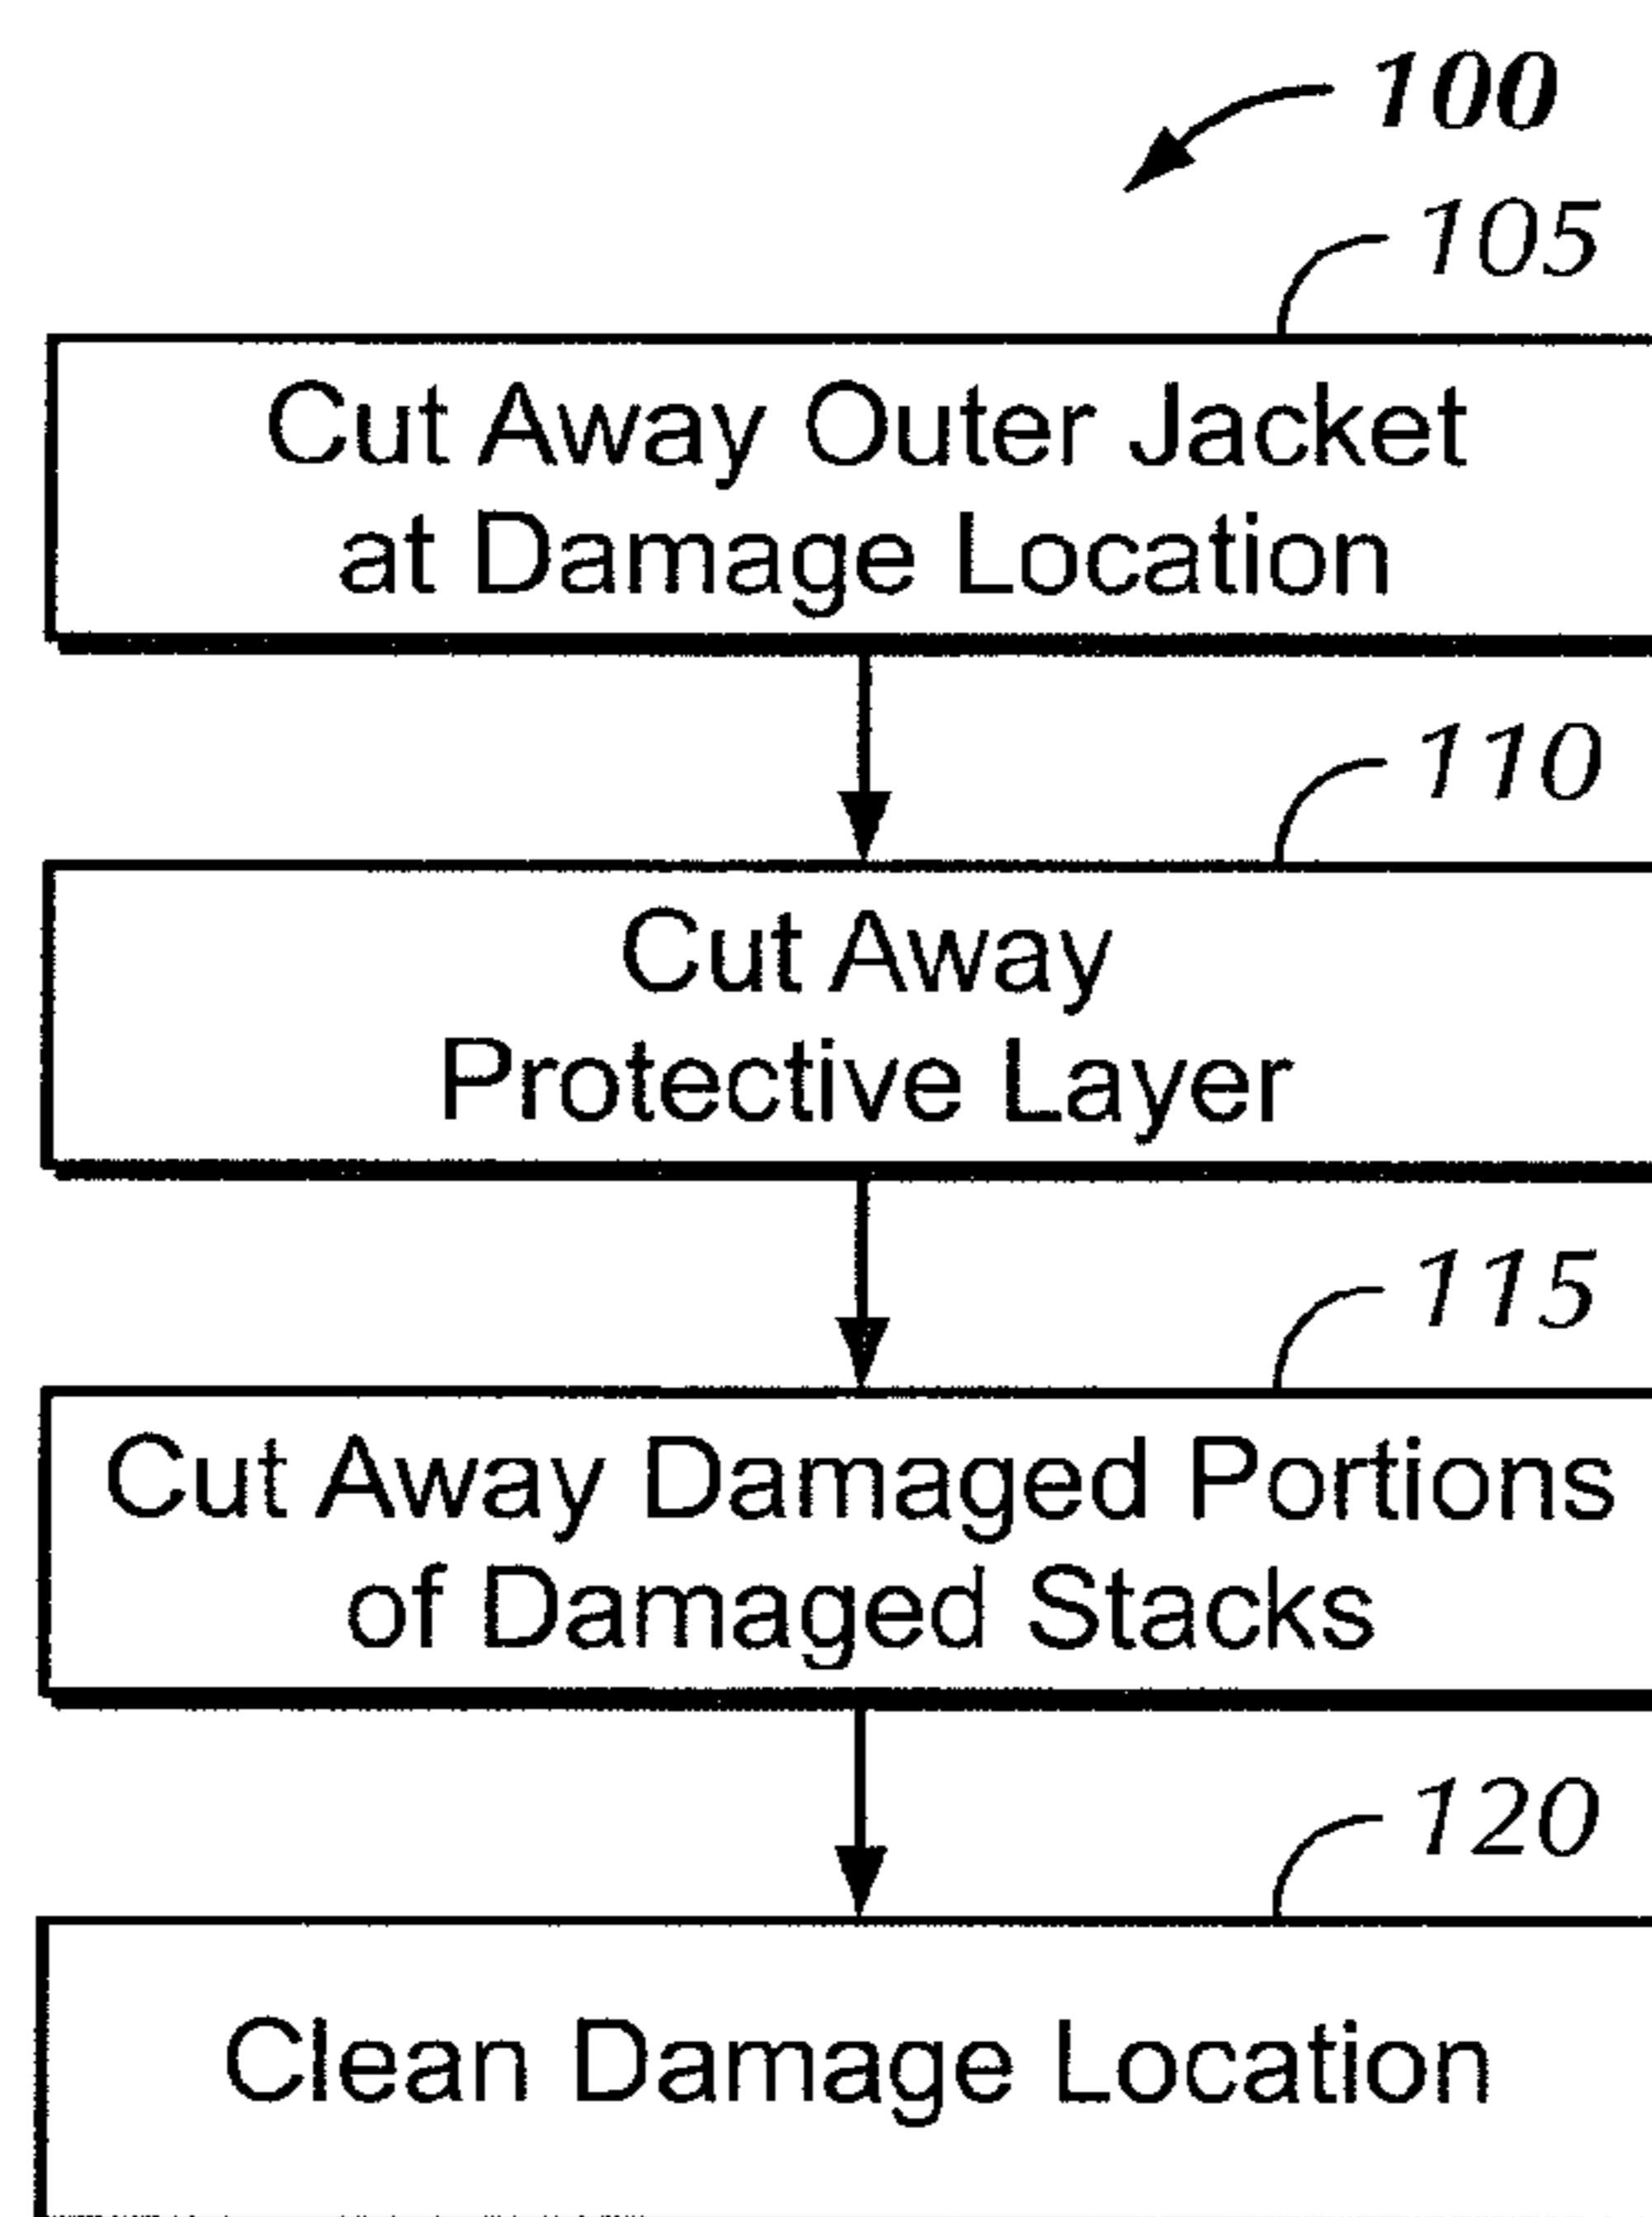 100
105
Cut Away Outer Jacket
at Damage Location
110
Cut Away
Protective Layer
115
Cut Away Damaged Portions
of Damaged Stacks
120
Clean Damage Location